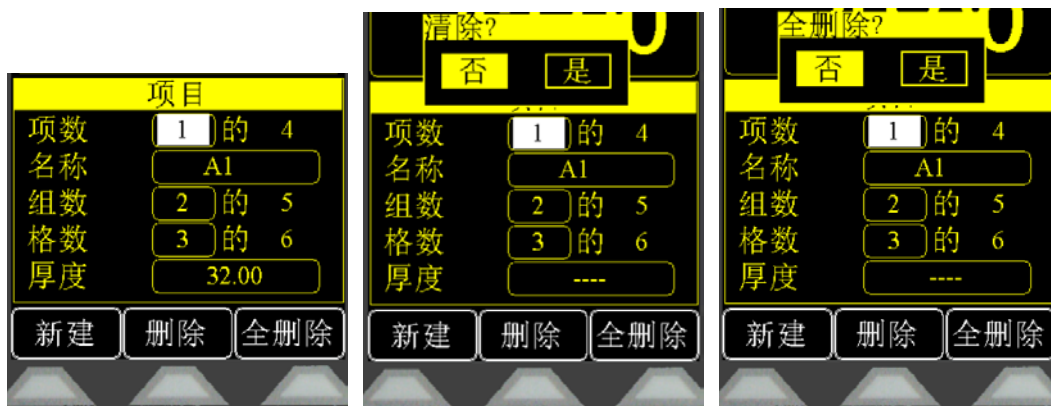 项目
项数 1 的 4
名称 A1
组数 2 的 5
格数 3 的 6
厚度 32.00
新建 删除 全删除
清除?
否 是
项数 1 的 4
名称 A1
组数 2 的 5
格数 3 的 6
厚度 ----
新建 删除 全删除
全删除?
否 是
项数 1 的 4
名称 A1
组数 2 的 5
格数 3 的 6
厚度 ----
新建 删除 全删除